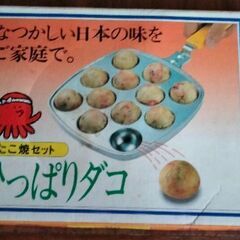 なつかしい日本の味を
ご家庭で。
たこ焼セット
いっぱりダコ